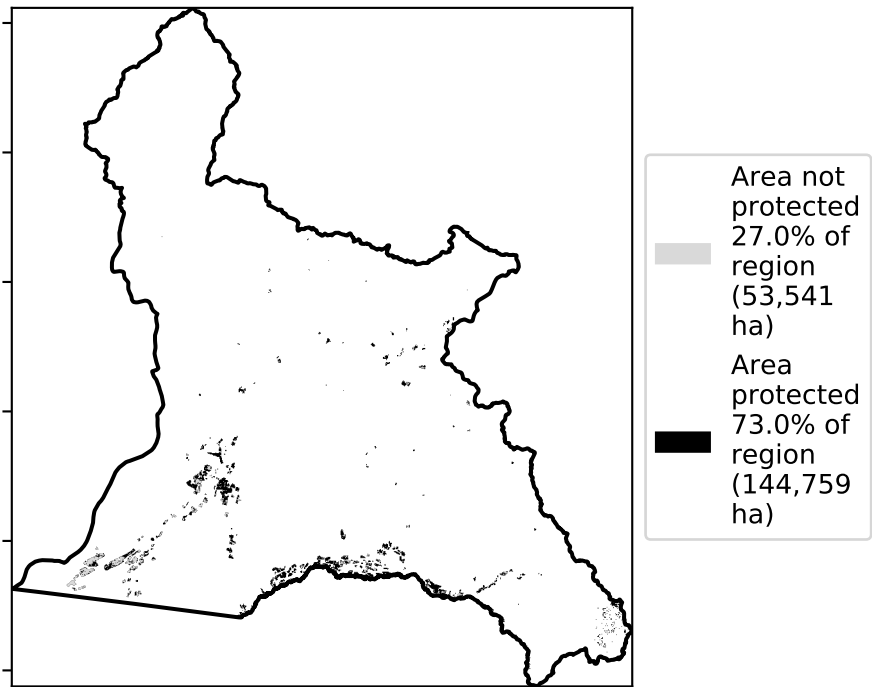 Area not
protected
27.0% of
region
(53,541
ha)
Area
protected
73.0% of
region
(144,759
ha)